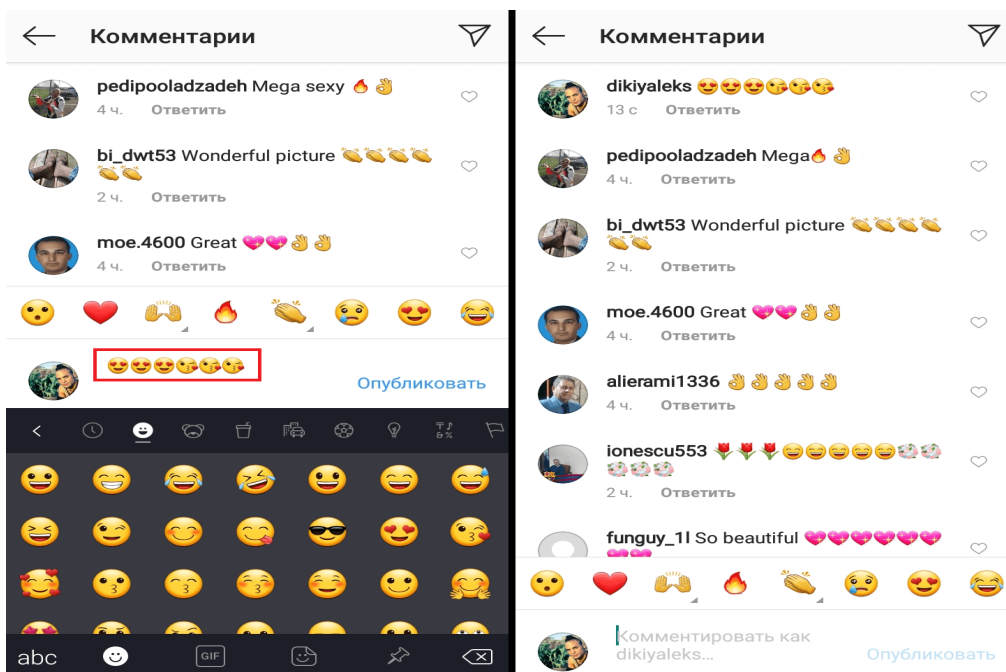 Комментарии
pedipooladzadeh Mega sexy 🔥👌
4 ч. Ответить
bi_dwt53 Wonderful picture 👏👏👏👏
👏👏
2 ч. Ответить
moe.4600 Great 💖💖👌👌
4 ч. Ответить
😍😍😍😘😘😘
Опубликовать
abc
GIF
Комментарии
dikiyaleks 😍😍😍😘😘😘
13 с Ответить
pedipooladzadeh Mega🔥👌
4 ч. Ответить
bi_dwt53 Wonderful picture 👏👏👏👏
👏👏
2 ч. Ответить
moe.4600 Great 💖💖👌👌
4 ч. Ответить
alierami1336 👌👌👌👌👌
4 ч. Ответить
ionescu553 🌷🌷🌷😄😄😄😄😄💐💐
💐💐💐
2 ч. Ответить
funguy_1l So beautiful 💖💖💖💖💖💖
💖💖
Комментировать как
dikiyaleks...
Опубликовать